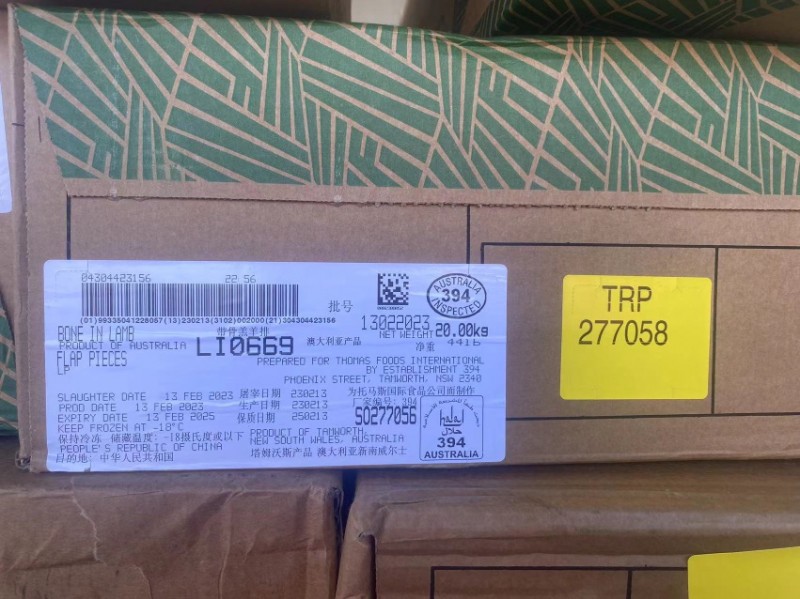 04304423156 22 56
(01)99335041228057(13)230213(3102)002000(21)304304423156
批号
13022023
AUSTRALIA
394
INSPECTED
20.00kg
NET WEIGHT
净重
BONE IN LAMB
带骨羔羊排
PRODUCT OF AUSTRALIA
LI0669
澳大利亚产品
FLAP PIECES
LP
PREPARED FOR THOMAS FOODS INTERNATIONAL
BY ESTABLISHMENT 394
PHOENIX STREET, TAMWORTH, NSW 2340
SLAUGHTER DATE 13 FEB 2023 屠宰日期 230213
为托马斯国际食品公司而制作
PROD DATE 13 FEB 2023 生产日期 230213
厂家编号: 394
EXPIRY DATE 13 FEB 2025 保质日期 250213
SO277056
KEEP FROZEN AT -18°C
保持冷冻 储藏温度: -18摄氏度或以下
PRODUCT OF TAMWORTH,
NEW SOUTH WALES, AUSTRALIA
PEOPLE'S REPUBLIC OF CHINA
目的地: 中华人民共和国
塔姆沃斯产品 澳大利亚新南威尔士
halal
حلال
394
AUSTRALIA
TRP
277058